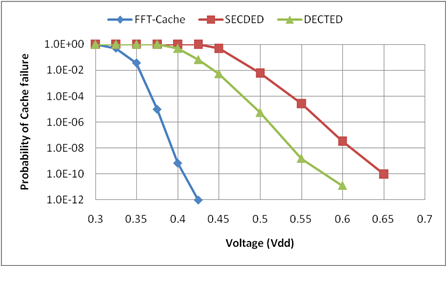 FFT-Cache SECDED DECTED
Probability of Cache failure
1.0E+00
1.0E-02
1.0E-04
1.0E-06
1.0E-08
1.0E-10
1.0E-12
0.3 0.35 0.4 0.45 0.5 0.55 0.6 0.65 0.7
Voltage (Vdd)